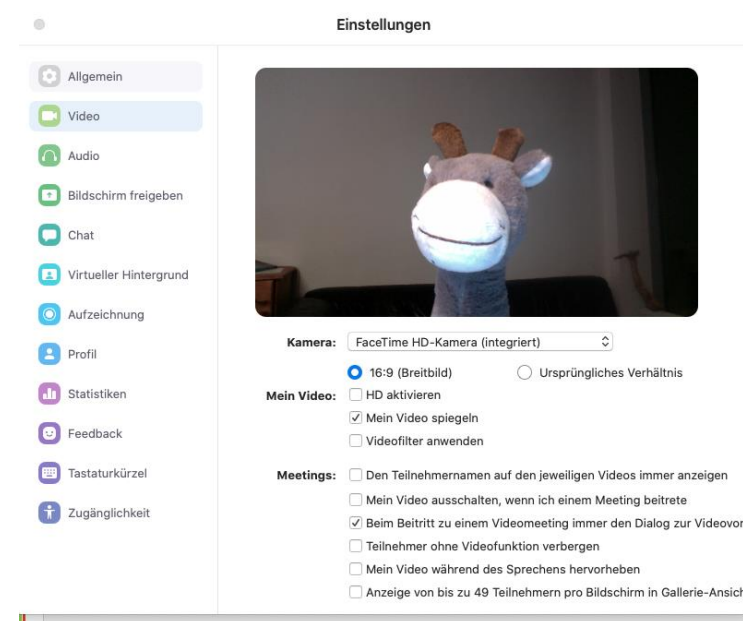 Einstellungen
Allgemein
Video
Audio
Bildschirm freigeben
Chat
Virtueller Hintergrund
Aufzeichnung
Profil
Statistiken
Feedback
Tastaturkürzel
Zugänglichkeit
Kamera: FaceTime HD-Kamera (integriert)
16:9 (Breitbild) Ursprüngliches Verhältnis
Mein Video: HD aktivieren
Mein Video spiegeln
Videofilter anwenden
Meetings: Den Teilnehmernamen auf den jeweiligen Videos immer anzeigen
Mein Video ausschalten, wenn ich einem Meeting beitrete
Beim Beitritt zu einem Videomeeting immer den Dialog zur Videovor
Teilnehmer ohne Videofunktion verbergen
Mein Video während des Sprechens hervorheben
Anzeige von bis zu 49 Teilnehmern pro Bildschirm in Gallerie-Ansich